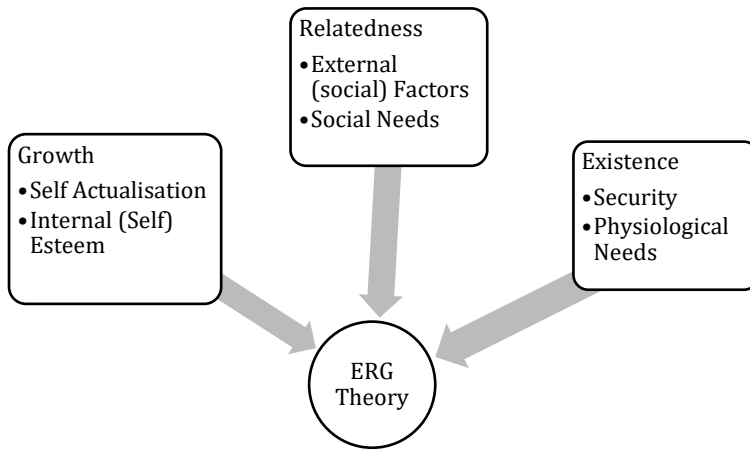 Relatedness
•External
(social) Factors
•Social Needs
Growth
•Self Actualisation
•Internal (Self)
Esteem
Existence
•Security
•Physiological
Needs
ERG
Theory